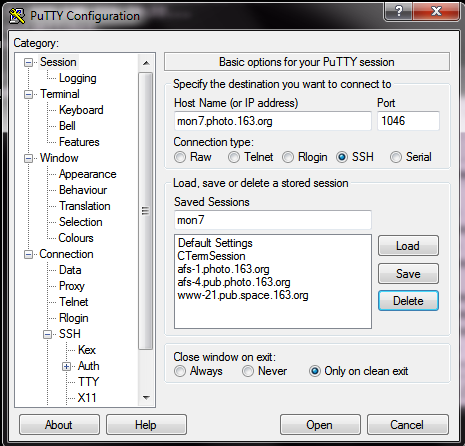 PuTTY Configuration
Category:
Session
Logging
Terminal
Keyboard
Bell
Features
Window
Appearance
Behaviour
Translation
Selection
Colours
Connection
Data
Proxy
Telnet
Rlogin
SSH
Kex
Auth
TTY
X11
Basic options for your PuTTY session
Specify the destination you want to connect to
Host Name (or IP address) Port
mon7.photo.163.org 1046
Connection type:
Raw Telnet Rlogin SSH Serial
Load, save or delete a stored session
Saved Sessions
mon7
Default Settings
CTermSession
afs-1.photo.163.org
afs-4.pub.photo.163.org
www-21.pub.space.163.org
Load
Save
Delete
Close window on exit:
Always Never Only on clean exit
About Help Open Cancel